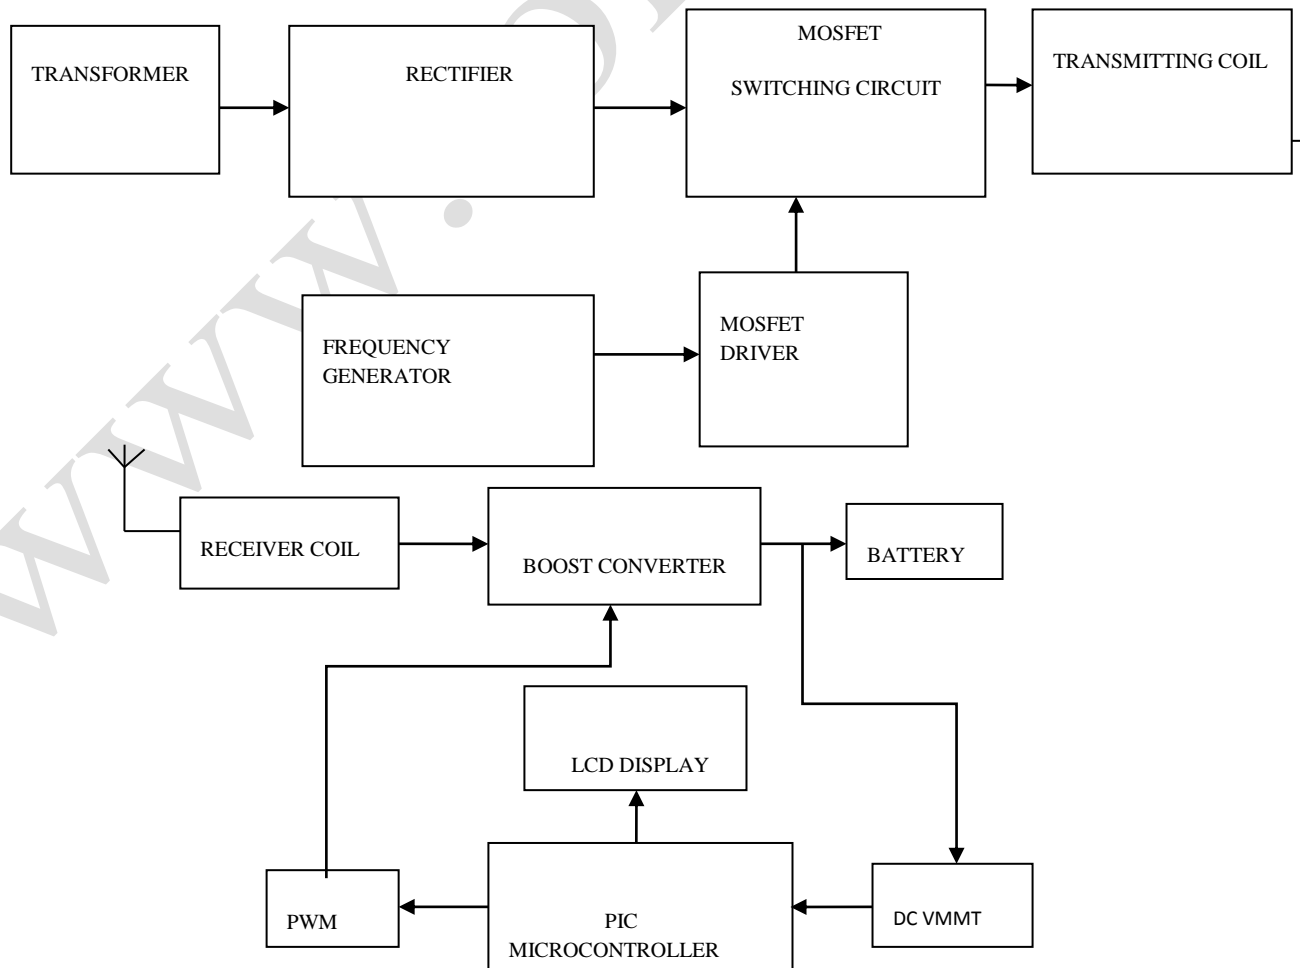 TRANSFORMER
RECTIFIER
MOSFET
SWITCHING CIRCUIT
TRANSMITTING COIL
FREQUENCY
GENERATOR
MOSFET
DRIVER
RECEIVER COIL
BOOST CONVERTER
BATTERY
LCD DISPLAY
PWM
PIC
MICROCONTROLLER
DC VMMT
www.